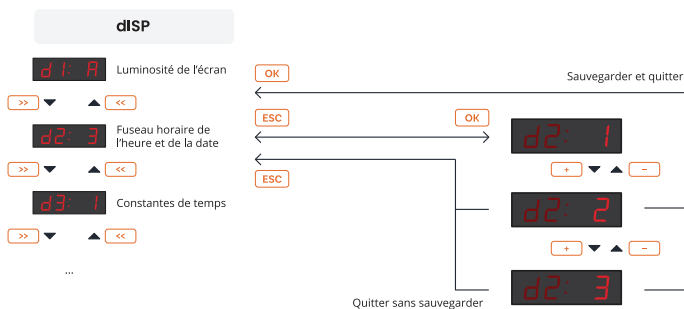 dISP
d1: A
Luminosité de l'écran
OK
Sauvegarder et quitter
>>
<<
ESC
OK
d2: 3
Fuseau horaire de
l'heure et de la date
d2: 1
>>
<<
ESC
+
-
d3: 1
Constantes de temps
d2: 2
>>
<<
+
-
...
d2: 3
Quitter sans sauvegarder